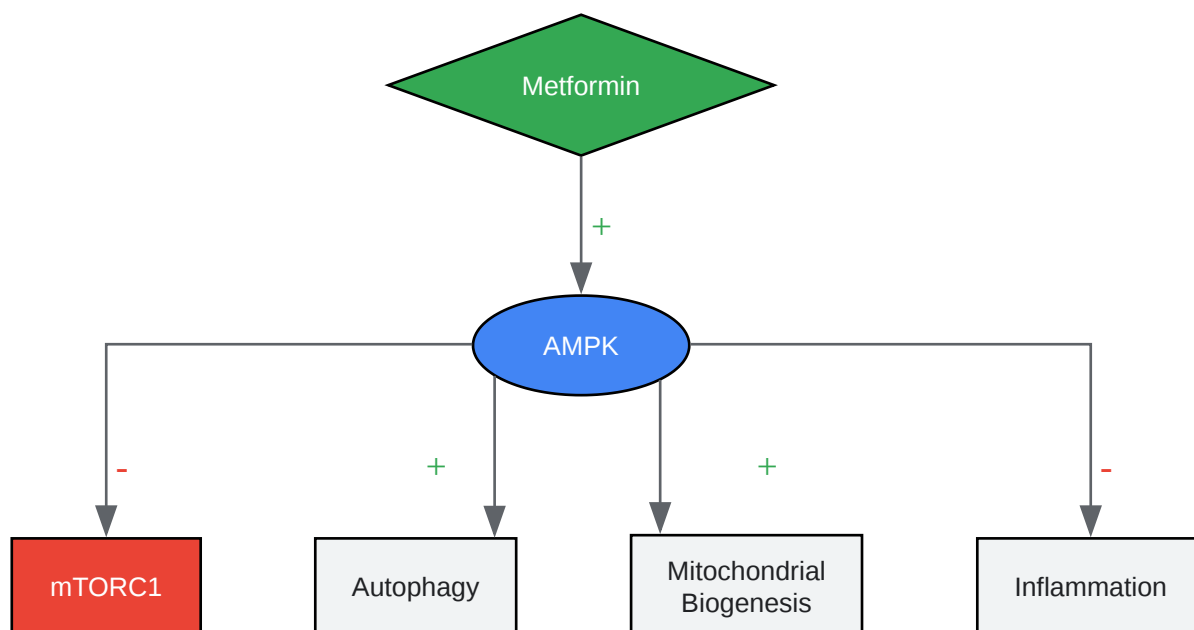 Metformin
+
AMPK
-
+
+
-
mTORC1
Autophagy
Mitochondrial
Biogenesis
Inflammation